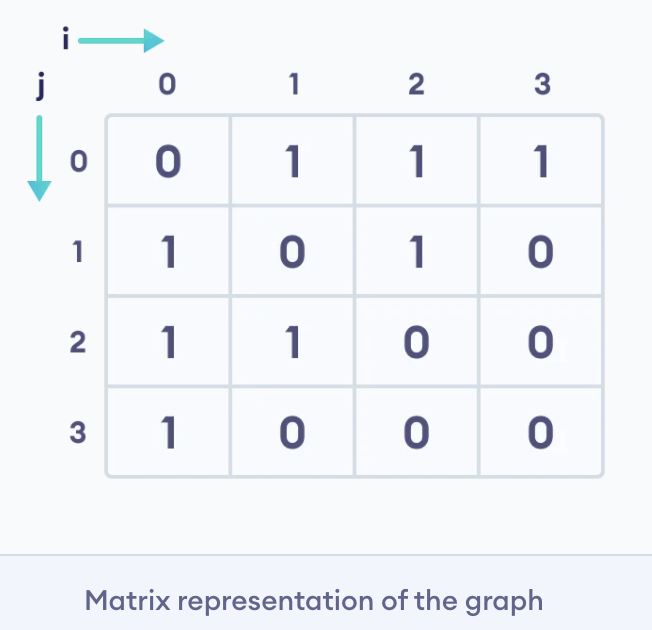 i
j 0 1 2 3
0 0 1 1 1
1 1 0 1 0
2 1 1 0 0
3 1 0 0 0
Matrix representation of the graph